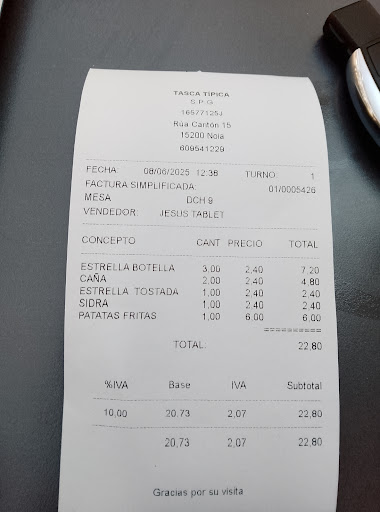 TASCA TIPICA
S.P.G
16577125J
Rúa Cantón 15
15200 Noia
609541229
FECHA: 08/06/2025 12:36 TURNO: 1
FACTURA SIMPLIFICADA: 01/0005426
MESA DCH 9
VENDEDOR: JESUS TABLET
CONCEPTO CANT PRECIO TOTAL
ESTRELLA BOTELLA 3,00 2,40 7,20
CAÑA 2,00 2,40 4,80
ESTRELLA TOSTADA 1,00 2,40 2,40
SIDRA 1,00 2,40 2,40
PATATAS FRITAS 1,00 6,00 6,00
==========
TOTAL: 22,80
%IVA Base IVA Subtotal
10,00 20,73 2,07 22,80
20,73 2,07 22,80
Gracias por su visita